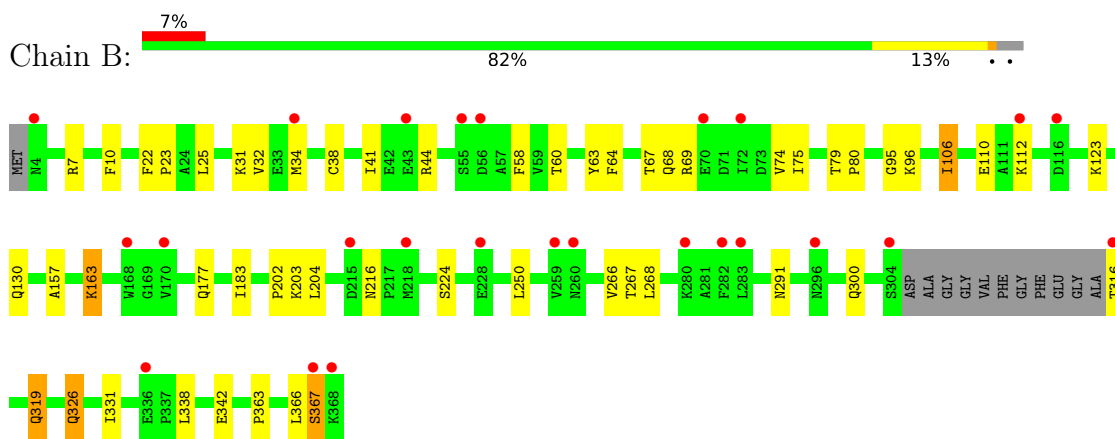 7%
Chain B:
82% 13% • •
MET N4 R7 F10 F22 P23 A24 L25 K31 V32 E33 M34 C38 I41 E42 E43 R44 S55 D56 A57 F58 V59 T60 Y63 F64 T67 Q68 R69 E70 D71 I72 D73 V74 I75 T79 P80 G95 K96 I106 E110 A111 K112 D116 K123
Q130 A157 K163 W168 G169 V170 Q177 I183 P202 K203 L204 D215 N216 P217 M218 S224 E228 L250 V259 N260 V266 T267 L268 K280 A281 F282 L283 N291 N296 Q300 S304 ASP ALA GLY GLY VAL PHE GLY PHE GLU GLY ALA T316
Q319 Q326 I331 E336 P337 L338 E342 P363 L366 S367 K368